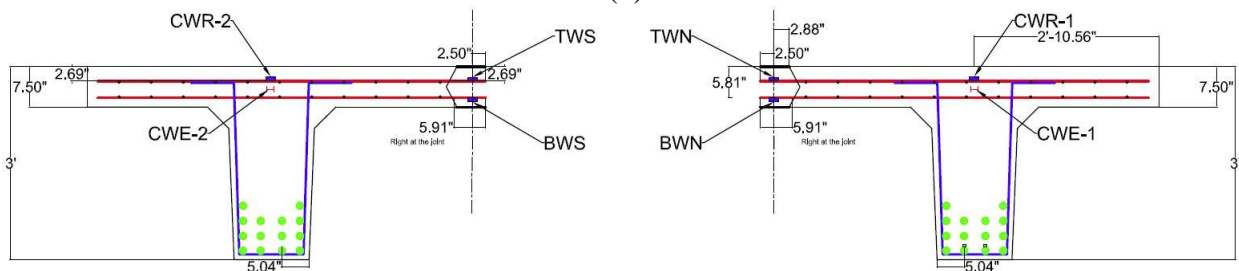 CWR-2
2.50"
TWS
2.69"
2.69"
7.50"
CWE-2
5.91"
Right at the joint
BWS
3'
5.04"
2.88"
CWR-1
TWN
2.50"
2'-10.56"
5.81"
7.50"
CWE-1
BWN
5.91"
Right at the joint
3'
5.04"